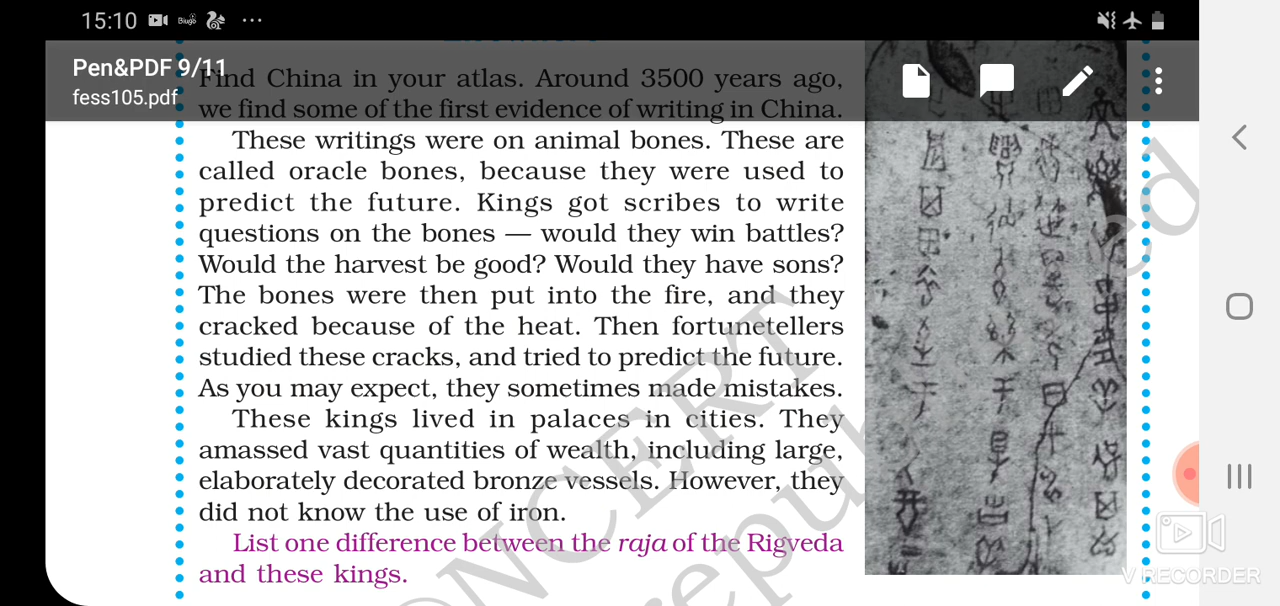 15:10
Pen&PDF 9/11
fess105.pdf
Find China in your atlas. Around 3500 years ago,
we find some of the first evidence of writing in China.
These writings were on animal bones. These are
called oracle bones, because they were used to
predict the future. Kings got scribes to write
questions on the bones — would they win battles?
Would the harvest be good? Would they have sons?
The bones were then put into the fire, and they
cracked because of the heat. Then fortunetellers
studied these cracks, and tried to predict the future.
As you may expect, they sometimes made mistakes.
These kings lived in palaces in cities. They
amassed vast quantities of wealth, including large,
elaborately decorated bronze vessels. However, they
did not know the use of iron.
List one difference between the raja of the Rigveda
and these kings.
NCERT
repub
ed
V RECORDER